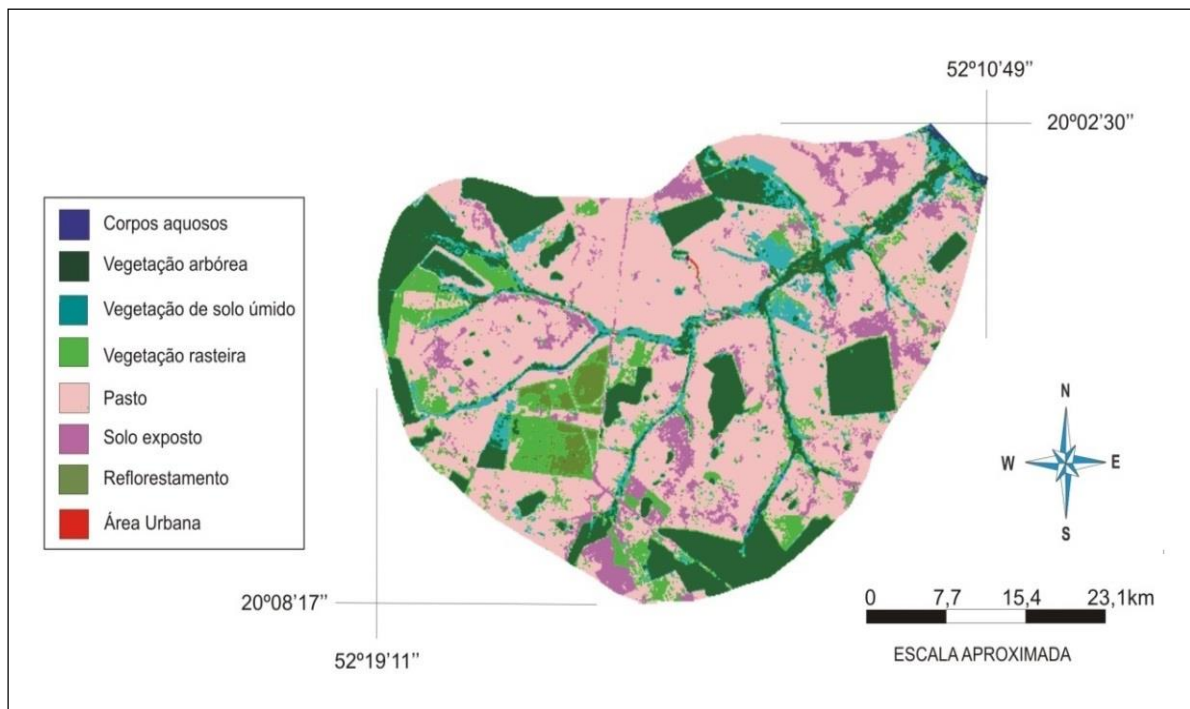 52º10’49’’
20º02’30’’
Corpos aquosos
Vegetação arbórea
Vegetação de solo úmido
Vegetação rasteira
Pasto
Solo exposto
Reflorestamento
Área Urbana
N
W
E
S
20º08’17’’
52º19’11’’
0 7,7 15,4 23,1km
ESCALA APROXIMADA